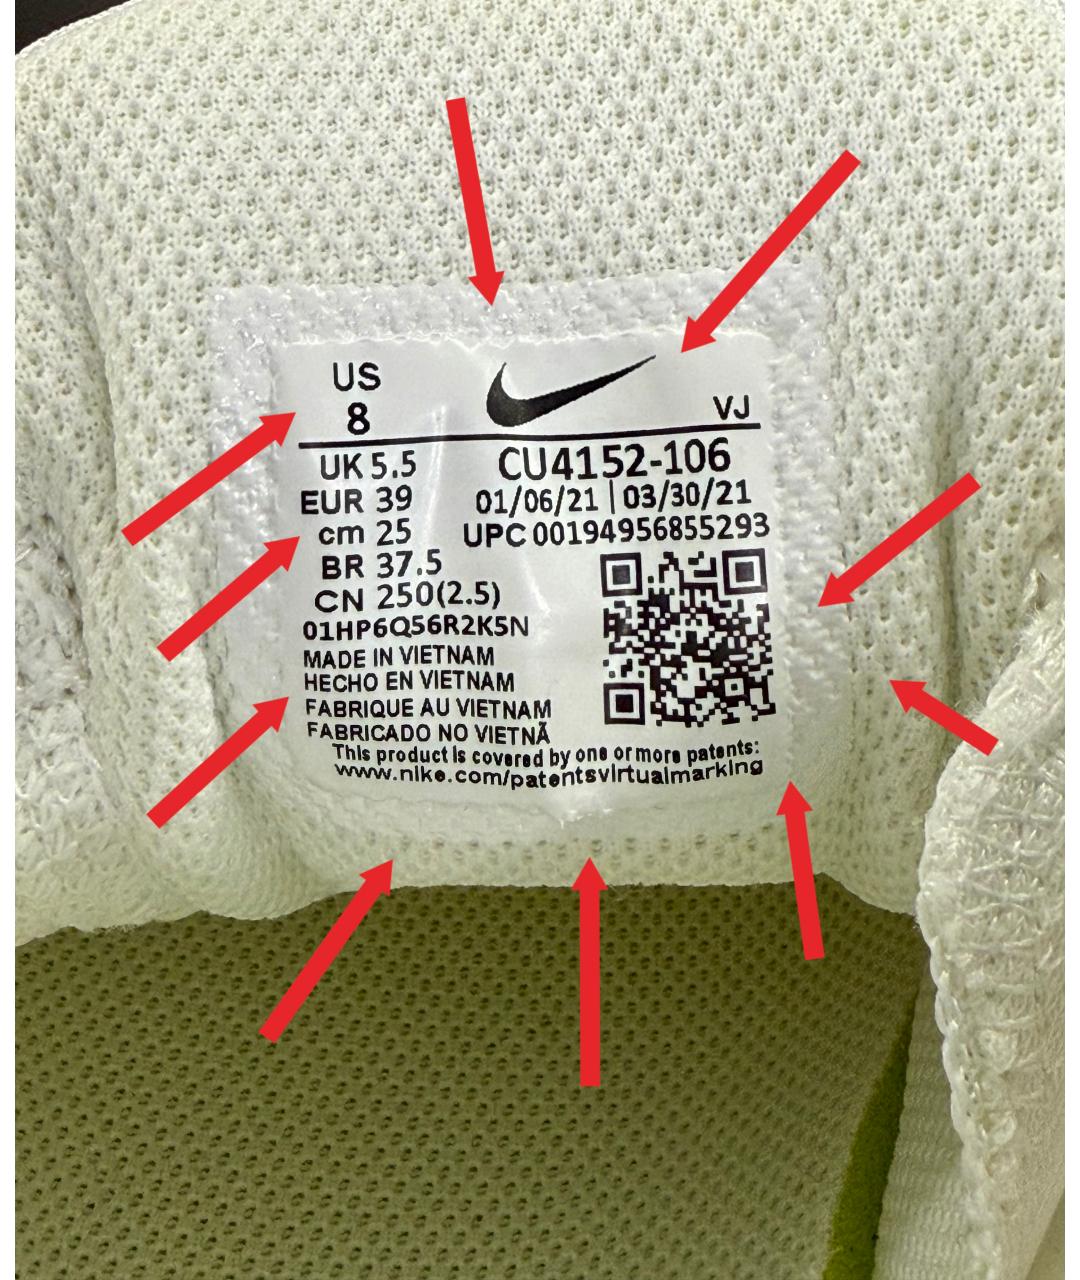 US
8
VJ
UK 5.5
CU4152-106
EUR 39
01/06/21 | 03/30/21
cm 25
UPC 00194956855293
BR 37.5
CN 250(2.5)
01HP6Q56R2K5N
MADE IN VIETNAM
HECHO EN VIETNAM
FABRIQUE AU VIETNAM
FABRICADO NO VIETNÃ
This product is covered by one or more patents:
www.nike.com/patentsvirtualmarking